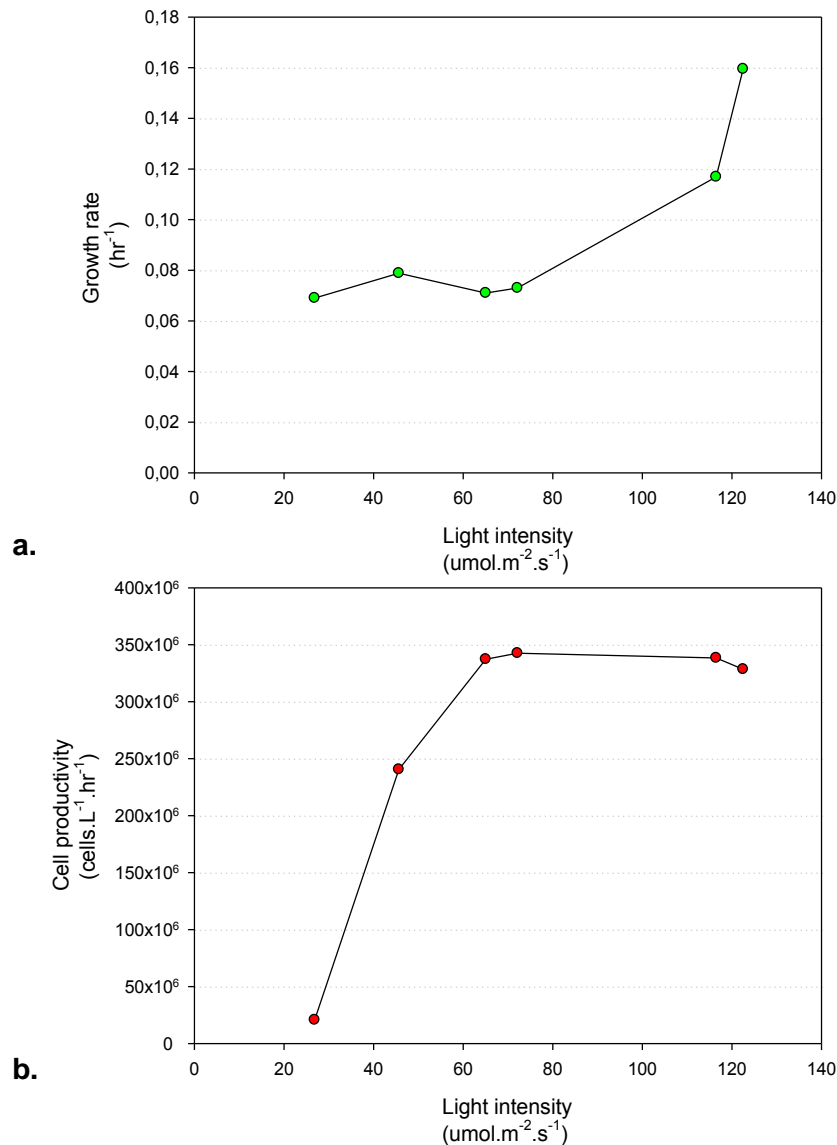 0,18
0,16
0,14
0,12
0,10
0,08
0,06
0,04
0,02
0,00
Growth rate
(hr⁻¹)
0 20 40 60 80 100 120 140
Light intensity
(umol.m⁻².s⁻¹)
a.
400x10⁶
350x10⁶
300x10⁶
250x10⁶
200x10⁶
150x10⁶
100x10⁶
50x10⁶
0
Cell productivity
(cells.L⁻¹.hr⁻¹)
0 20 40 60 80 100 120 140
Light intensity
(umol.m⁻².s⁻¹)
b.